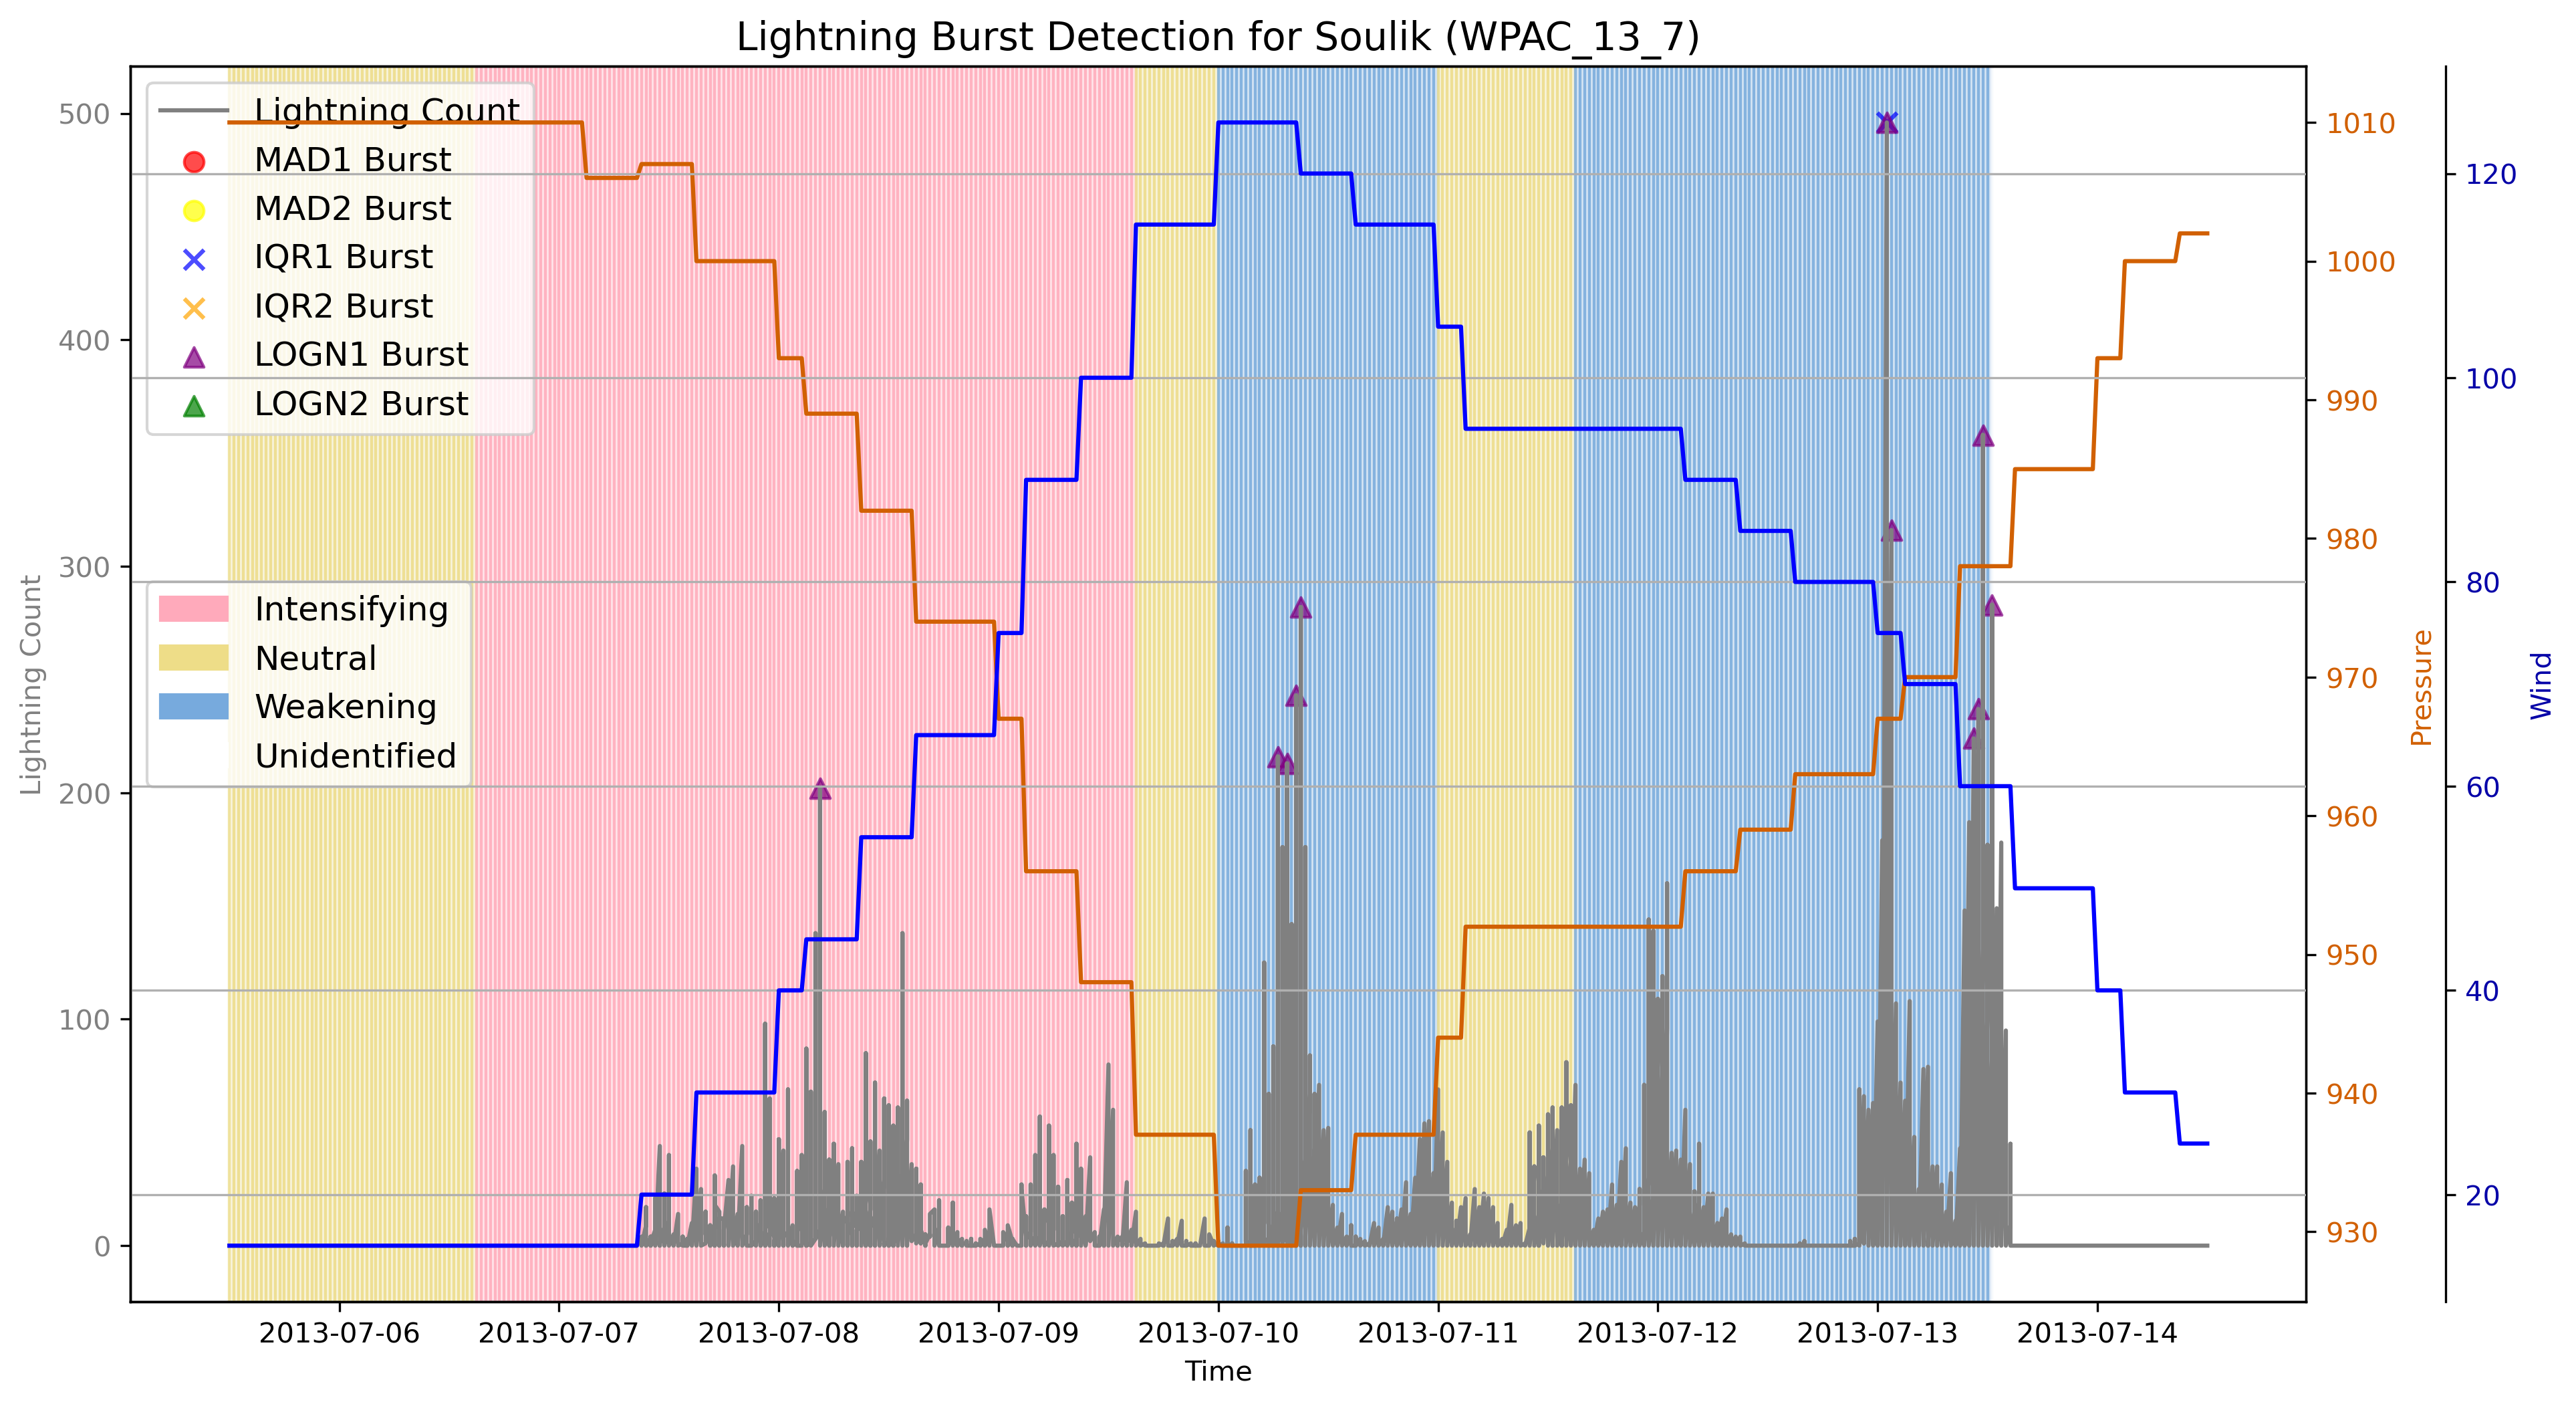 Lightning Burst Detection for Soulik (WPAC_13_7)
Lightning Count
MAD1 Burst
MAD2 Burst
IQR1 Burst
IQR2 Burst
LOGN1 Burst
LOGN2 Burst
Intensifying
Neutral
Weakening
Unidentified
500
400
300
200
100
0
Lightning Count
1010
1000
990
980
970
960
950
940
930
Pressure
120
100
80
60
40
20
Wind
2013-07-06
2013-07-07
2013-07-08
2013-07-09
2013-07-10
2013-07-11
2013-07-12
2013-07-13
2013-07-14
Time